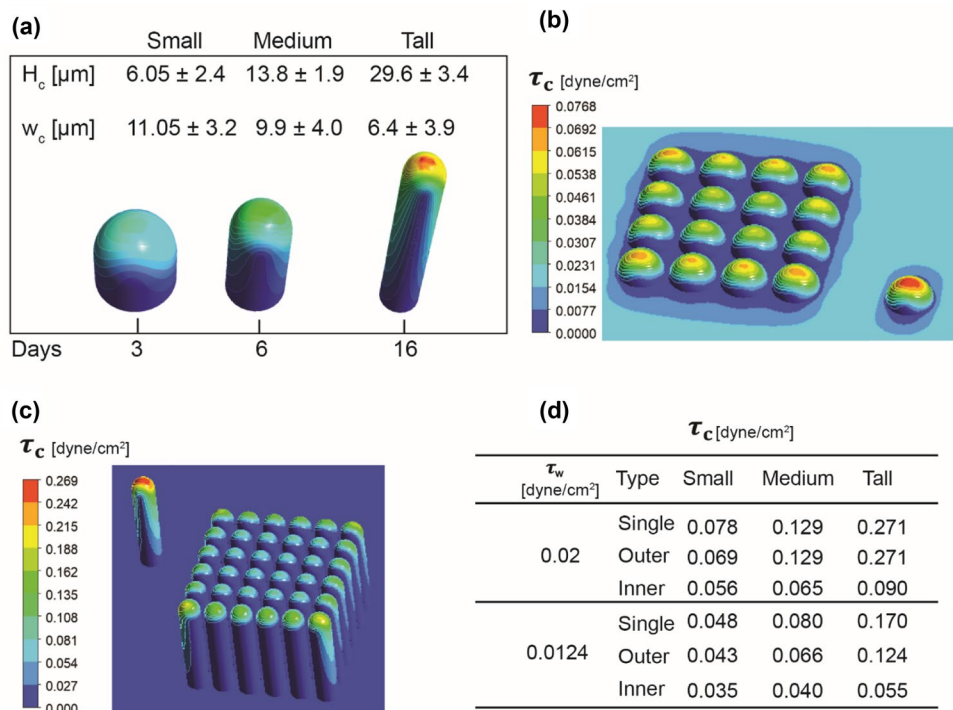 (a)
Small Medium Tall
H_c [µm] 6.05 ± 2.4 13.8 ± 1.9 29.6 ± 3.4
w_c [µm] 11.05 ± 3.2 9.9 ± 4.0 6.4 ± 3.9
Days 3 6 16
(b)
τ_c [dyne/cm²]
0.0768
0.0692
0.0615
0.0538
0.0461
0.0384
0.0307
0.0231
0.0154
0.0077
0.0000
(c)
τ_c [dyne/cm²]
0.269
0.242
0.215
0.188
0.162
0.135
0.108
0.081
0.054
0.027
0.000
(d)
τ_c [dyne/cm²]
τ_w [dyne/cm²] Type Small Medium Tall
Single 0.078 0.129 0.271
0.02 Outer 0.069 0.129 0.271
Inner 0.056 0.065 0.090
Single 0.048 0.080 0.170
0.0124 Outer 0.043 0.066 0.124
Inner 0.035 0.040 0.055